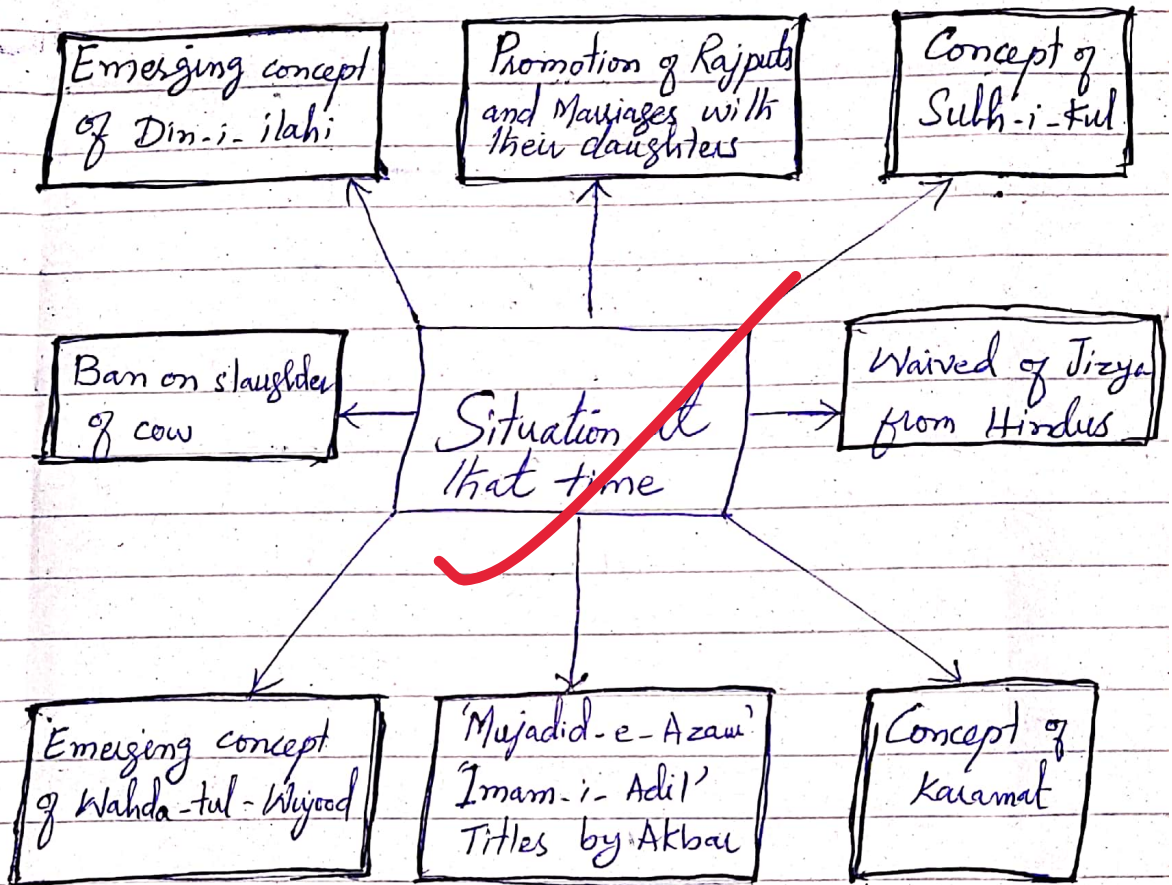 Emerging concept
of Din-i-ilahi
Promotion of Rajputs
and Marriages with
their daughters
Concept of
Sulh-i-Kul
Ban on slaughter
of cow
Situation at
that time
Waived of Jizya
from Hindus
Emerging concept
of Wahda-tul-Wujood
'Mujadid-e-Azam'
'Imam-i-Adil'
Titles by Akbar
Concept of
Karamat